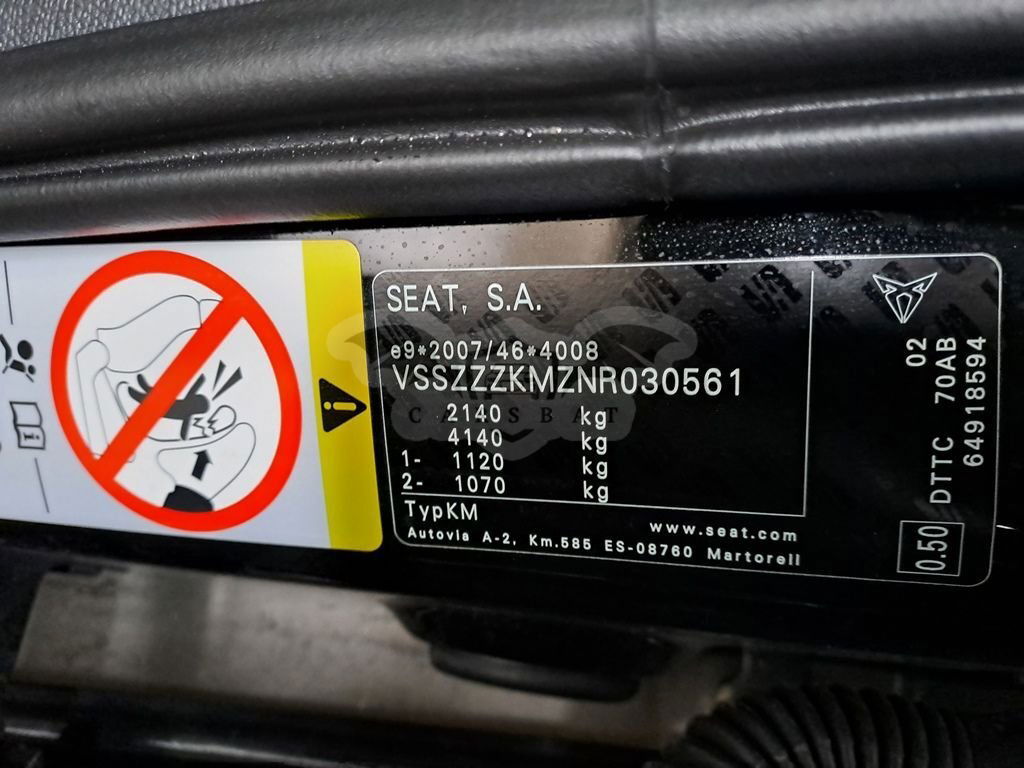 SEAT, S.A.
e9*2007/46*4008
VSSZZZKMZNR030561
CARSBAT
2140 kg
4140 kg
1- 1120 kg
2- 1070 kg
TypKM
www.seat.com
Autovia A-2, Km.585 ES-08760 Martorell
0.50 DTTC 70AB 02
64918594